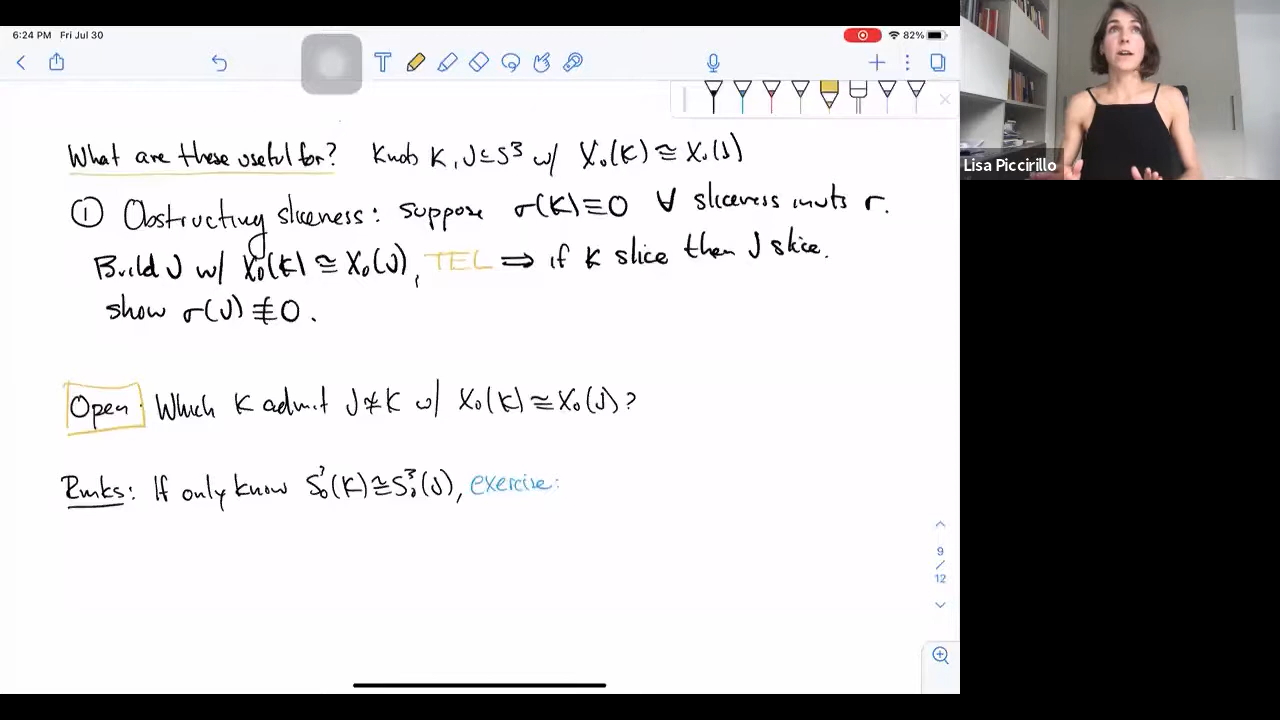 6:24 PM Fri Jul 30
82%
What are these useful for? Knots K, J ⊆ S³ w/ X₀(K) ≅ X₀(J)
① Obstructing sliceness: suppose σ(K)≡0 ∀ sliceness invts σ.
Build J w/ X₀(K) ≅ X₀(J), TEL ⟹ if K slice then J slice.
show σ(J) ≢ 0.
Open: Which K admit J ≄ K w/ X₀(K) ≅ X₀(J)?
Rmks: If only know S₀³(K) ≅ S₀³(J), exercise:
9
/
12
Lisa Piccirillo